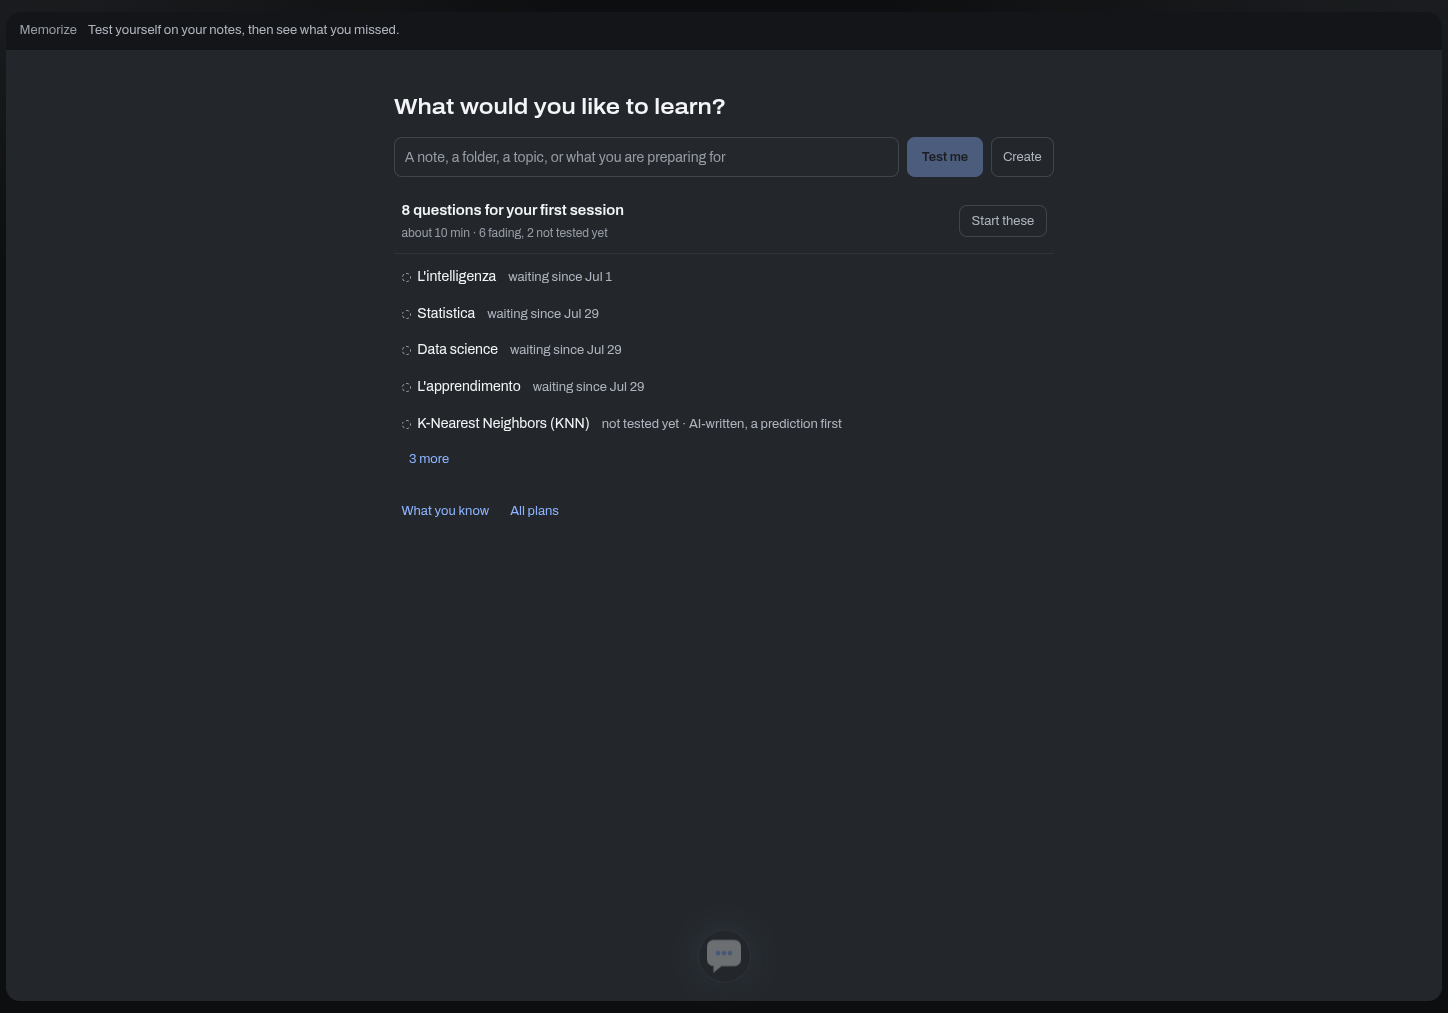 Memorize Test yourself on your notes, then see what you missed.
What would you like to learn?
A note, a folder, a topic, or what you are preparing for
Test me
Create
8 questions for your first session
about 10 min · 6 fading, 2 not tested yet
Start these
L'intelligenza waiting since Jul 1
Statistica waiting since Jul 29
Data science waiting since Jul 29
L'apprendimento waiting since Jul 29
K-Nearest Neighbors (KNN) not tested yet · AI-written, a prediction first
3 more
What you know All plans